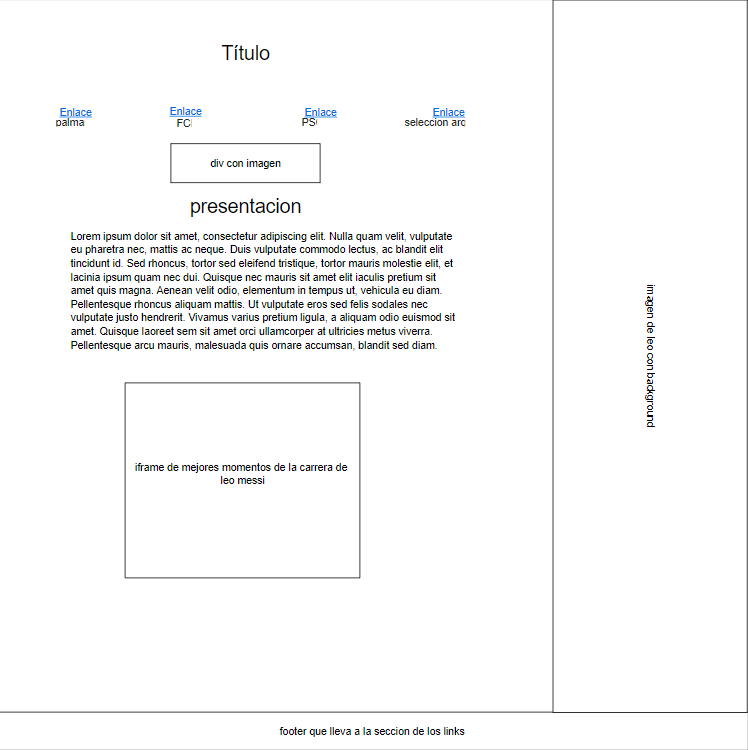 Título
Enlace
palma
Enlace
FC
Enlace
PS
Enlace
seleccion arg
div con imagen
presentacion
Lorem ipsum dolor sit amet, consectetur adipiscing elit. Nulla quam velit, vulputate
eu pharetra nec, mattis ac neque. Duis vulputate commodo lectus, ac blandit elit
tincidunt id. Sed rhoncus, tortor sed eleifend tristique, tortor mauris molestie elit, et
lacinia ipsum quam nec dui. Quisque nec mauris sit amet elit iaculis pretium sit
amet quis magna. Aenean velit odio, elementum in tempus ut, vehicula eu diam.
Pellentesque rhoncus aliquam mattis. Ut vulputate eros sed felis sodales nec
vulputate justo hendrerit. Vivamus varius pretium ligula, a aliquam odio euismod sit
amet. Quisque laoreet sem sit amet orci ullamcorper at ultricies metus viverra.
Pellentesque arcu mauris, malesuada quis ornare accumsan, blandit sed diam.
iframe de mejores momentos de la carrera de
leo messi
imagen de leo con background
footer que lleva a la seccion de los links